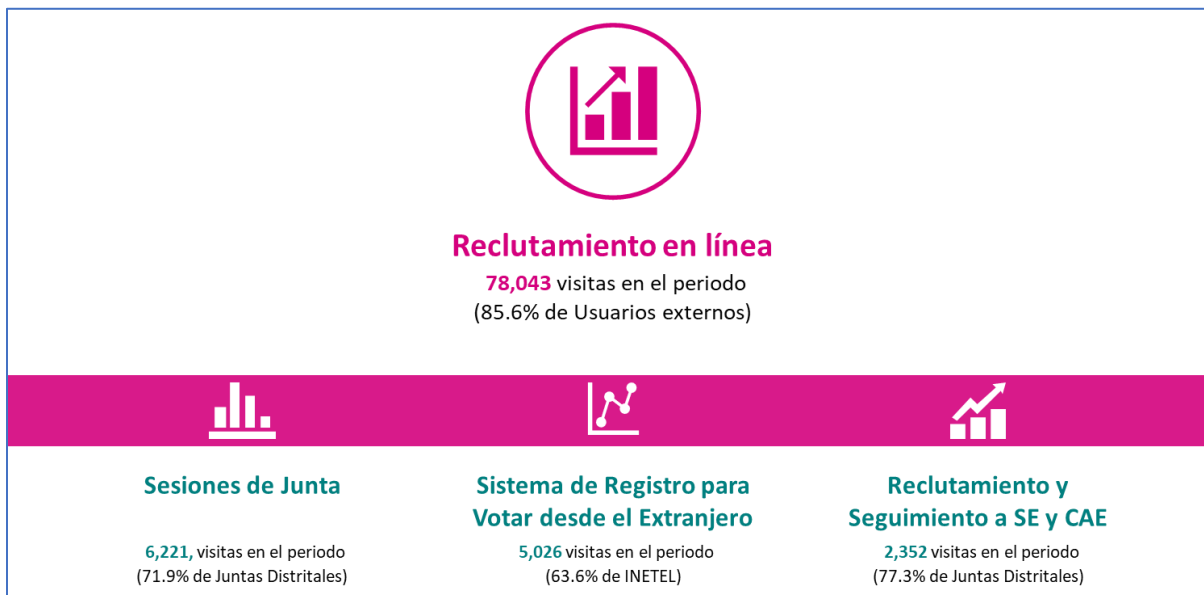 Reclutamiento en línea
78,043 visitas en el periodo
(85.6% de Usuarios externos)
Sesiones de Junta
6,221, visitas en el periodo
(71.9% de Juntas Distritales)
Sistema de Registro para
Votar desde el Extranjero
5,026 visitas en el periodo
(63.6% de INETEL)
Reclutamiento y
Seguimiento a SE y CAE
2,352 visitas en el periodo
(77.3% de Juntas Distritales)